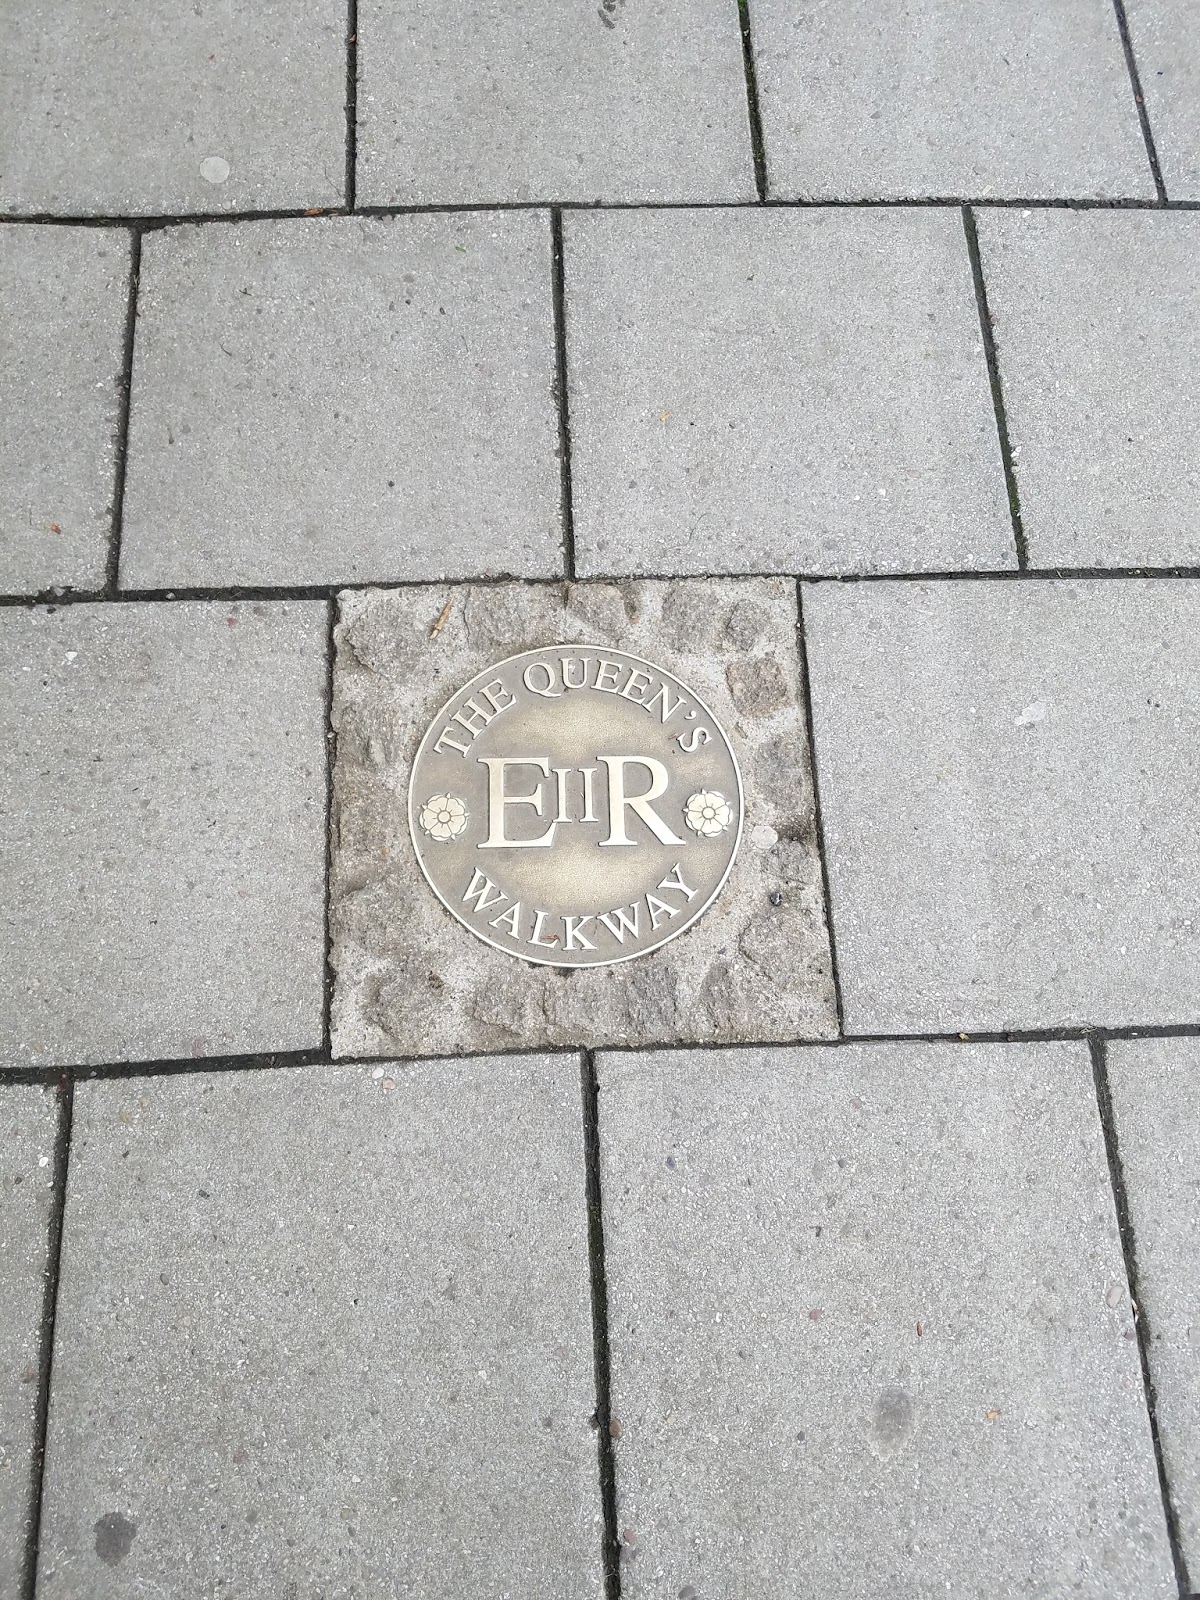 THE QUEEN'S
EIIR
WALKWAY